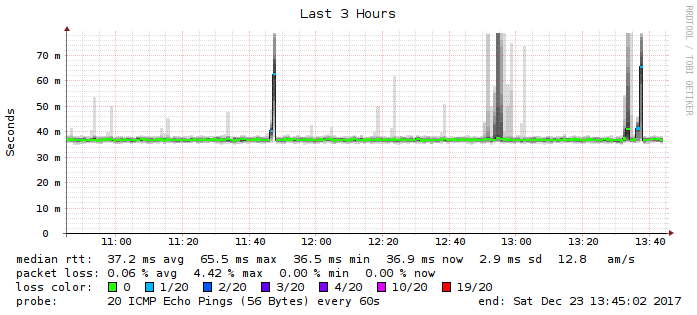 Last 3 Hours
RRDTOOL / TOBI OETIKER
Seconds
70 m
60 m
50 m
40 m
30 m
20 m
10 m
0
11:00 11:20 11:40 12:00 12:20 12:40 13:00 13:20 13:40
median rtt: 37.2 ms avg 65.5 ms max 36.5 ms min 36.9 ms now 2.9 ms sd 12.8 am/s
packet loss: 0.06 % avg 4.42 % max 0.00 % min 0.00 % now
loss color: 0 1/20 2/20 3/20 4/20 10/20 19/20
probe: 20 ICMP Echo Pings (56 Bytes) every 60s end: Sat Dec 23 13:45:02 2017